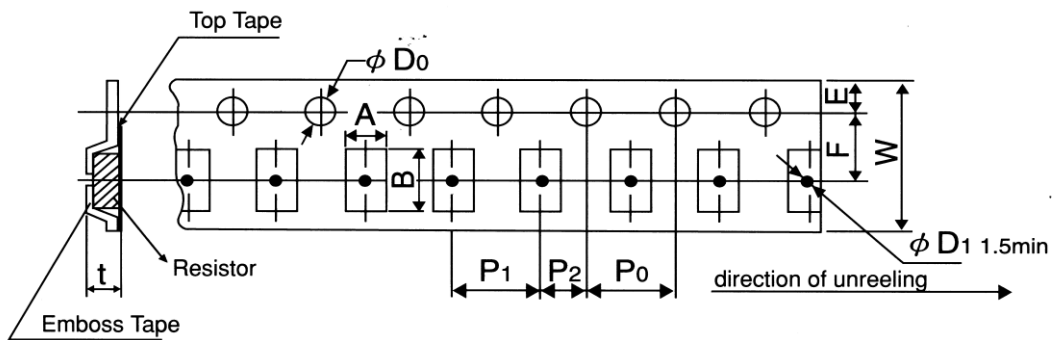 Top Tape
φ D0
A
E
B
F
W
Resistor
t
Emboss Tape
P1
P2
P0
φ D1 1.5min
direction of unreeling